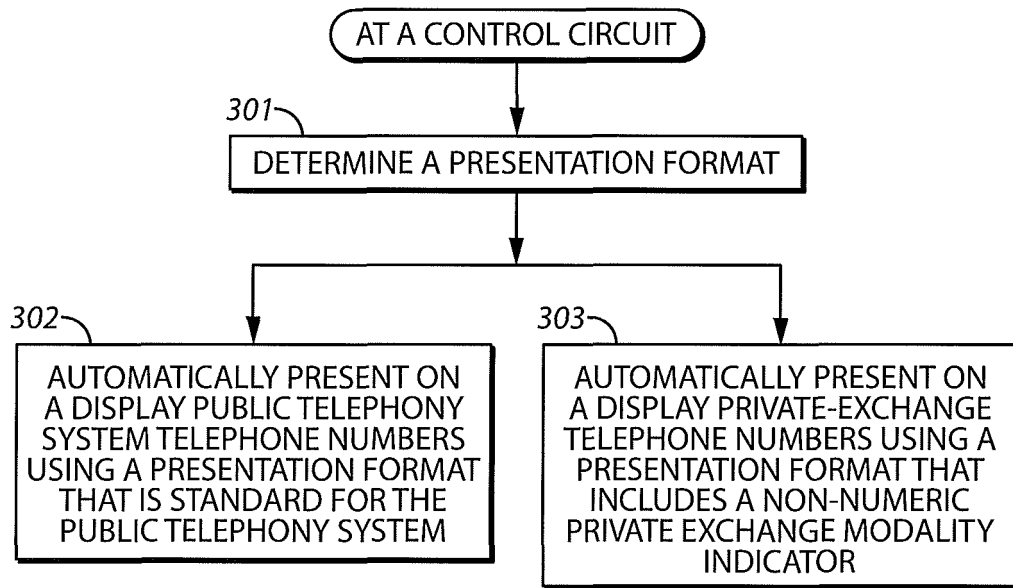 AT A CONTROL CIRCUIT
301
DETERMINE A PRESENTATION FORMAT
302
AUTOMATICALLY PRESENT ON
A DISPLAY PUBLIC TELEPHONY
SYSTEM TELEPHONE NUMBERS
USING A PRESENTATION FORMAT
THAT IS STANDARD FOR THE
PUBLIC TELEPHONY SYSTEM
303
AUTOMATICALLY PRESENT ON
A DISPLAY PRIVATE-EXCHANGE
TELEPHONE NUMBERS USING A
PRESENTATION FORMAT THAT
INCLUDES A NON-NUMERIC
PRIVATE EXCHANGE MODALITY
INDICATOR